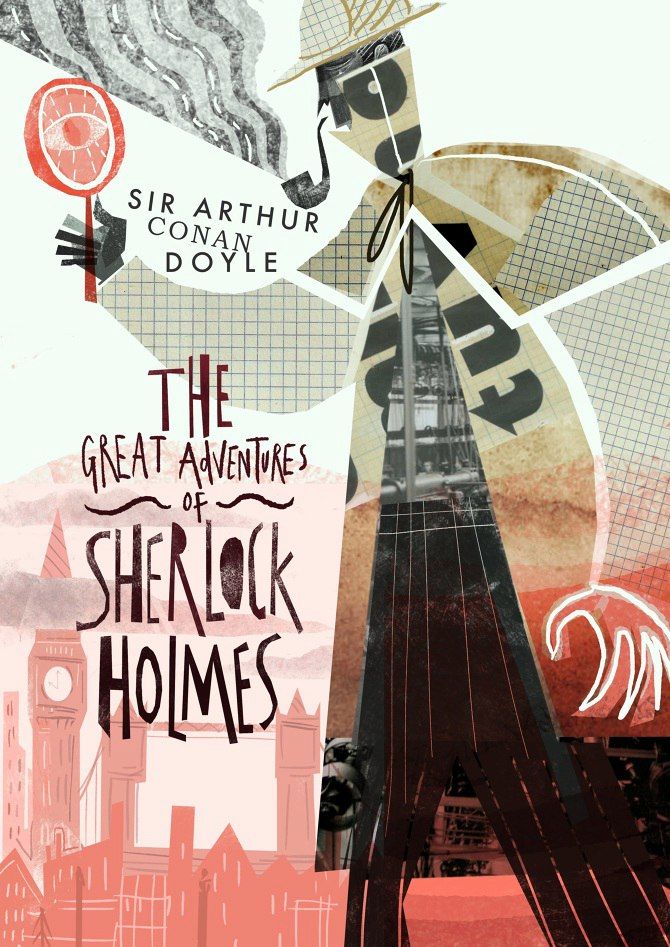 SIR ARTHUR
CONAN
DOYLE
THE
GREAT ADVENTURES
OF
SHERLOCK
HOLMES